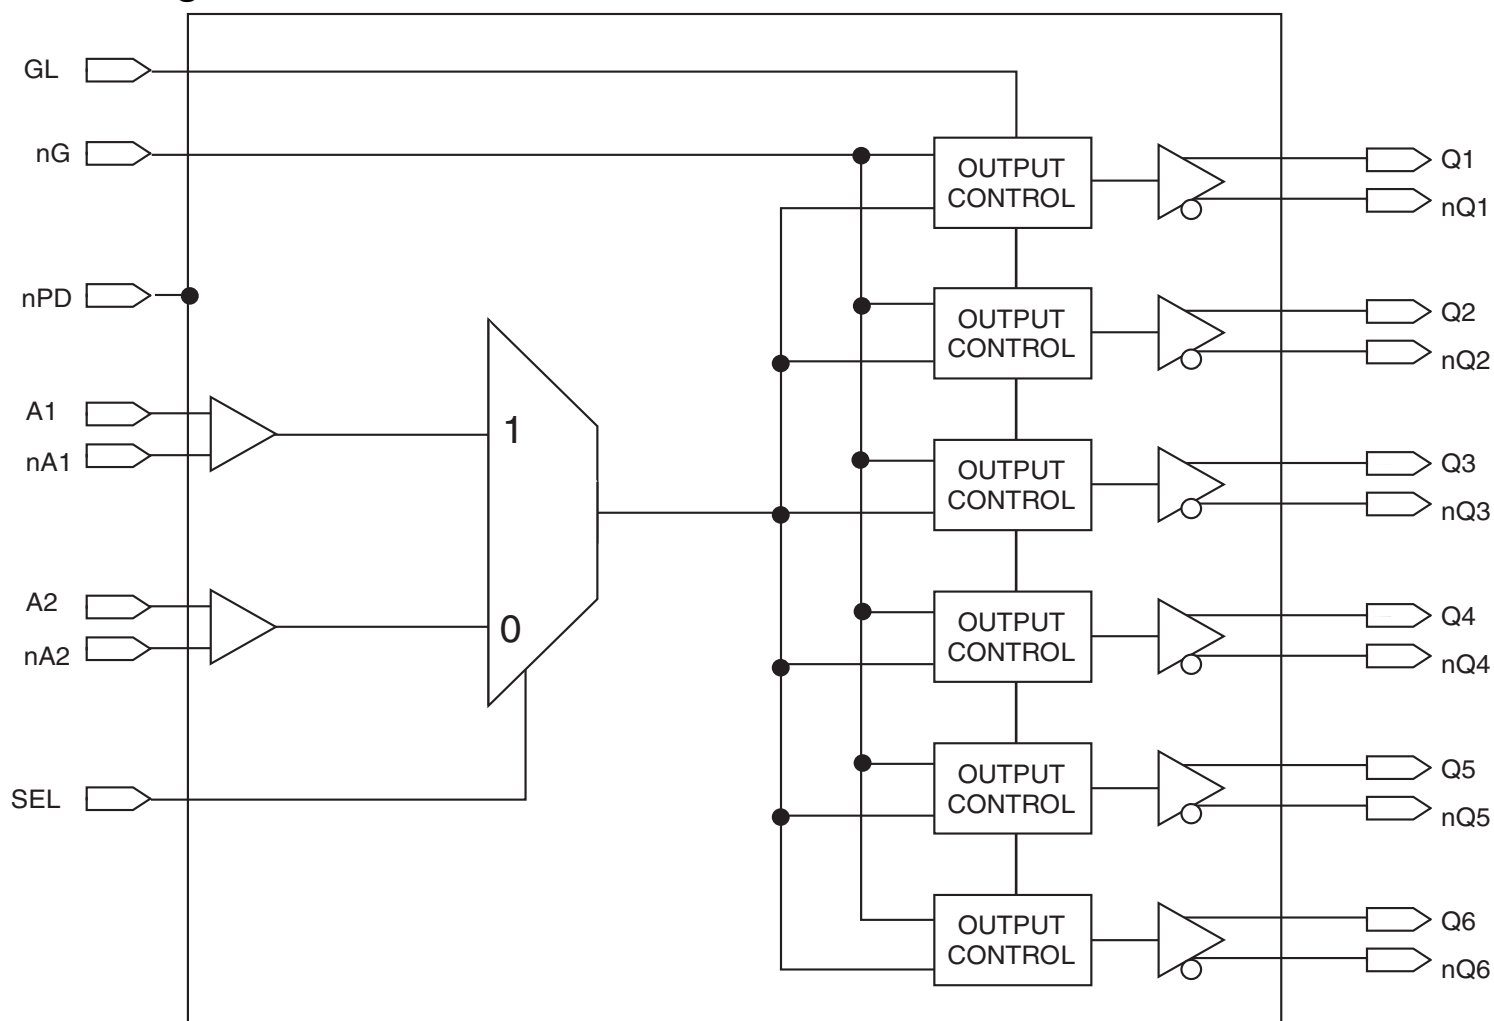 GL
nG
nPD
A1
nA1
A2
nA2
SEL
1
0
OUTPUT
CONTROL
OUTPUT
CONTROL
OUTPUT
CONTROL
OUTPUT
CONTROL
OUTPUT
CONTROL
OUTPUT
CONTROL
Q1
nQ1
Q2
nQ2
Q3
nQ3
Q4
nQ4
Q5
nQ5
Q6
nQ6